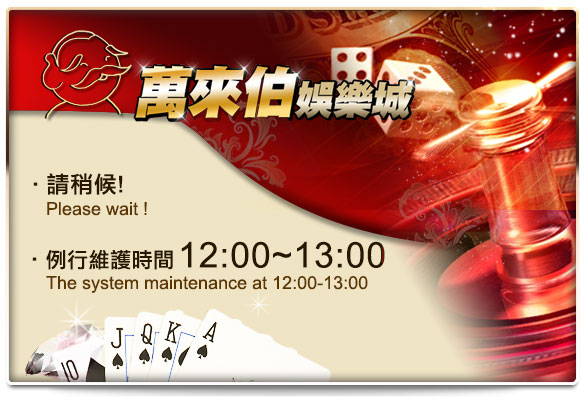 萬來伯娛樂城
· 請稍候!
Please wait !
· 例行維護時間 12:00~13:00
The system maintenance at 12:00-13:00
10 J Q K A